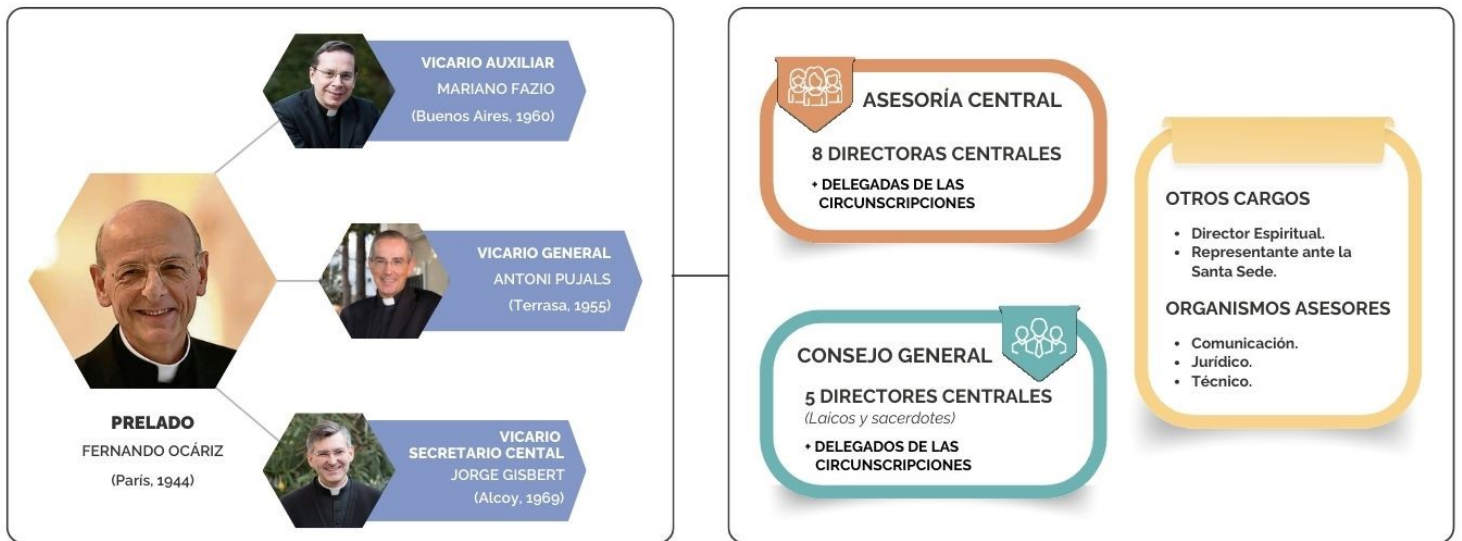 VICARIO AUXILIAR
MARIANO FAZIO
(Buenos Aires, 1960)
VICARIO GENERAL
ANTONI PUJALS
(Terrasa, 1955)
PRELADO
FERNANDO OCÁRIZ
(París, 1944)
VICARIO
SECRETARIO CENTAL
JORGE GISBERT
(Alcoy, 1969)
ASESORÍA CENTRAL
8 DIRECTORAS CENTRALES
+ DELEGADAS DE LAS
CIRCUNSCRIPCIONES
CONSEJO GENERAL
5 DIRECTORES CENTRALES
(Laicos y sacerdotes)
+ DELEGADOS DE LAS
CIRCUNSCRIPCIONES
OTROS CARGOS
• Director Espiritual.
• Representante ante la
Santa Sede.
ORGANISMOS ASESORES
• Comunicación.
• Jurídico.
• Técnico.